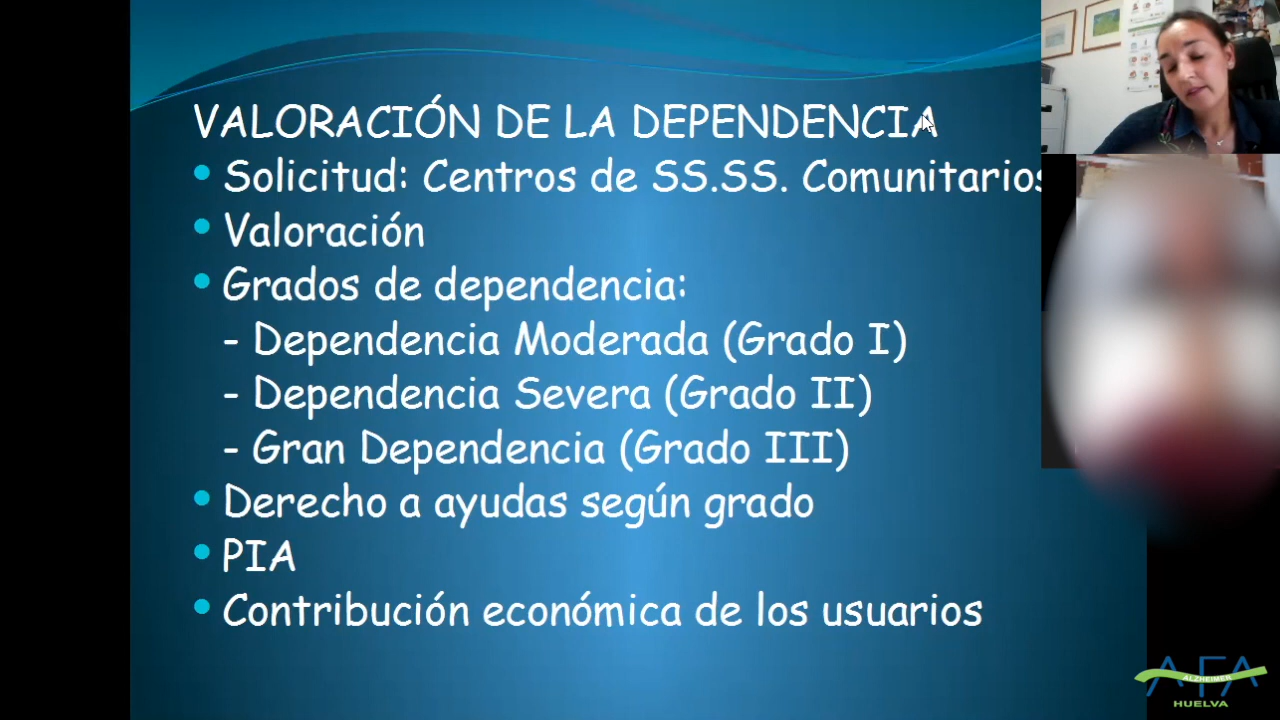 VALORACIÓN DE LA DEPENDENCIA
Solicitud: Centros de SS.SS. Comunitarios
Valoración
Grados de dependencia:
- Dependencia Moderada (Grado I)
- Dependencia Severa (Grado II)
- Gran Dependencia (Grado III)
Derecho a ayudas según grado
PIA
Contribución económica de los usuarios
AFA
ALZHEIMER
HUELVA